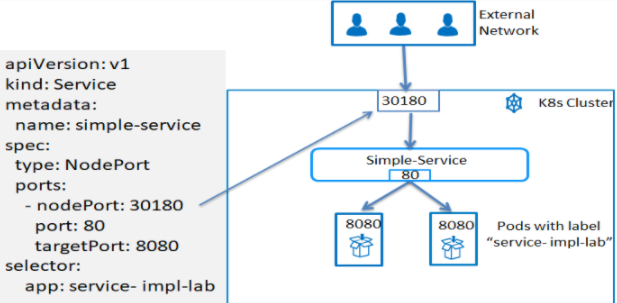 apiVersion: v1
kind: Service
metadata:
  name: simple-service
spec:
  type: NodePort
  ports:
    - nodePort: 30180
      port: 80
      targetPort: 8080
selector:
    app: service- impl-lab
External
Network
30180
K8s Cluster
Simple-Service
80
8080
8080
Pods with label
“service- impl-lab”